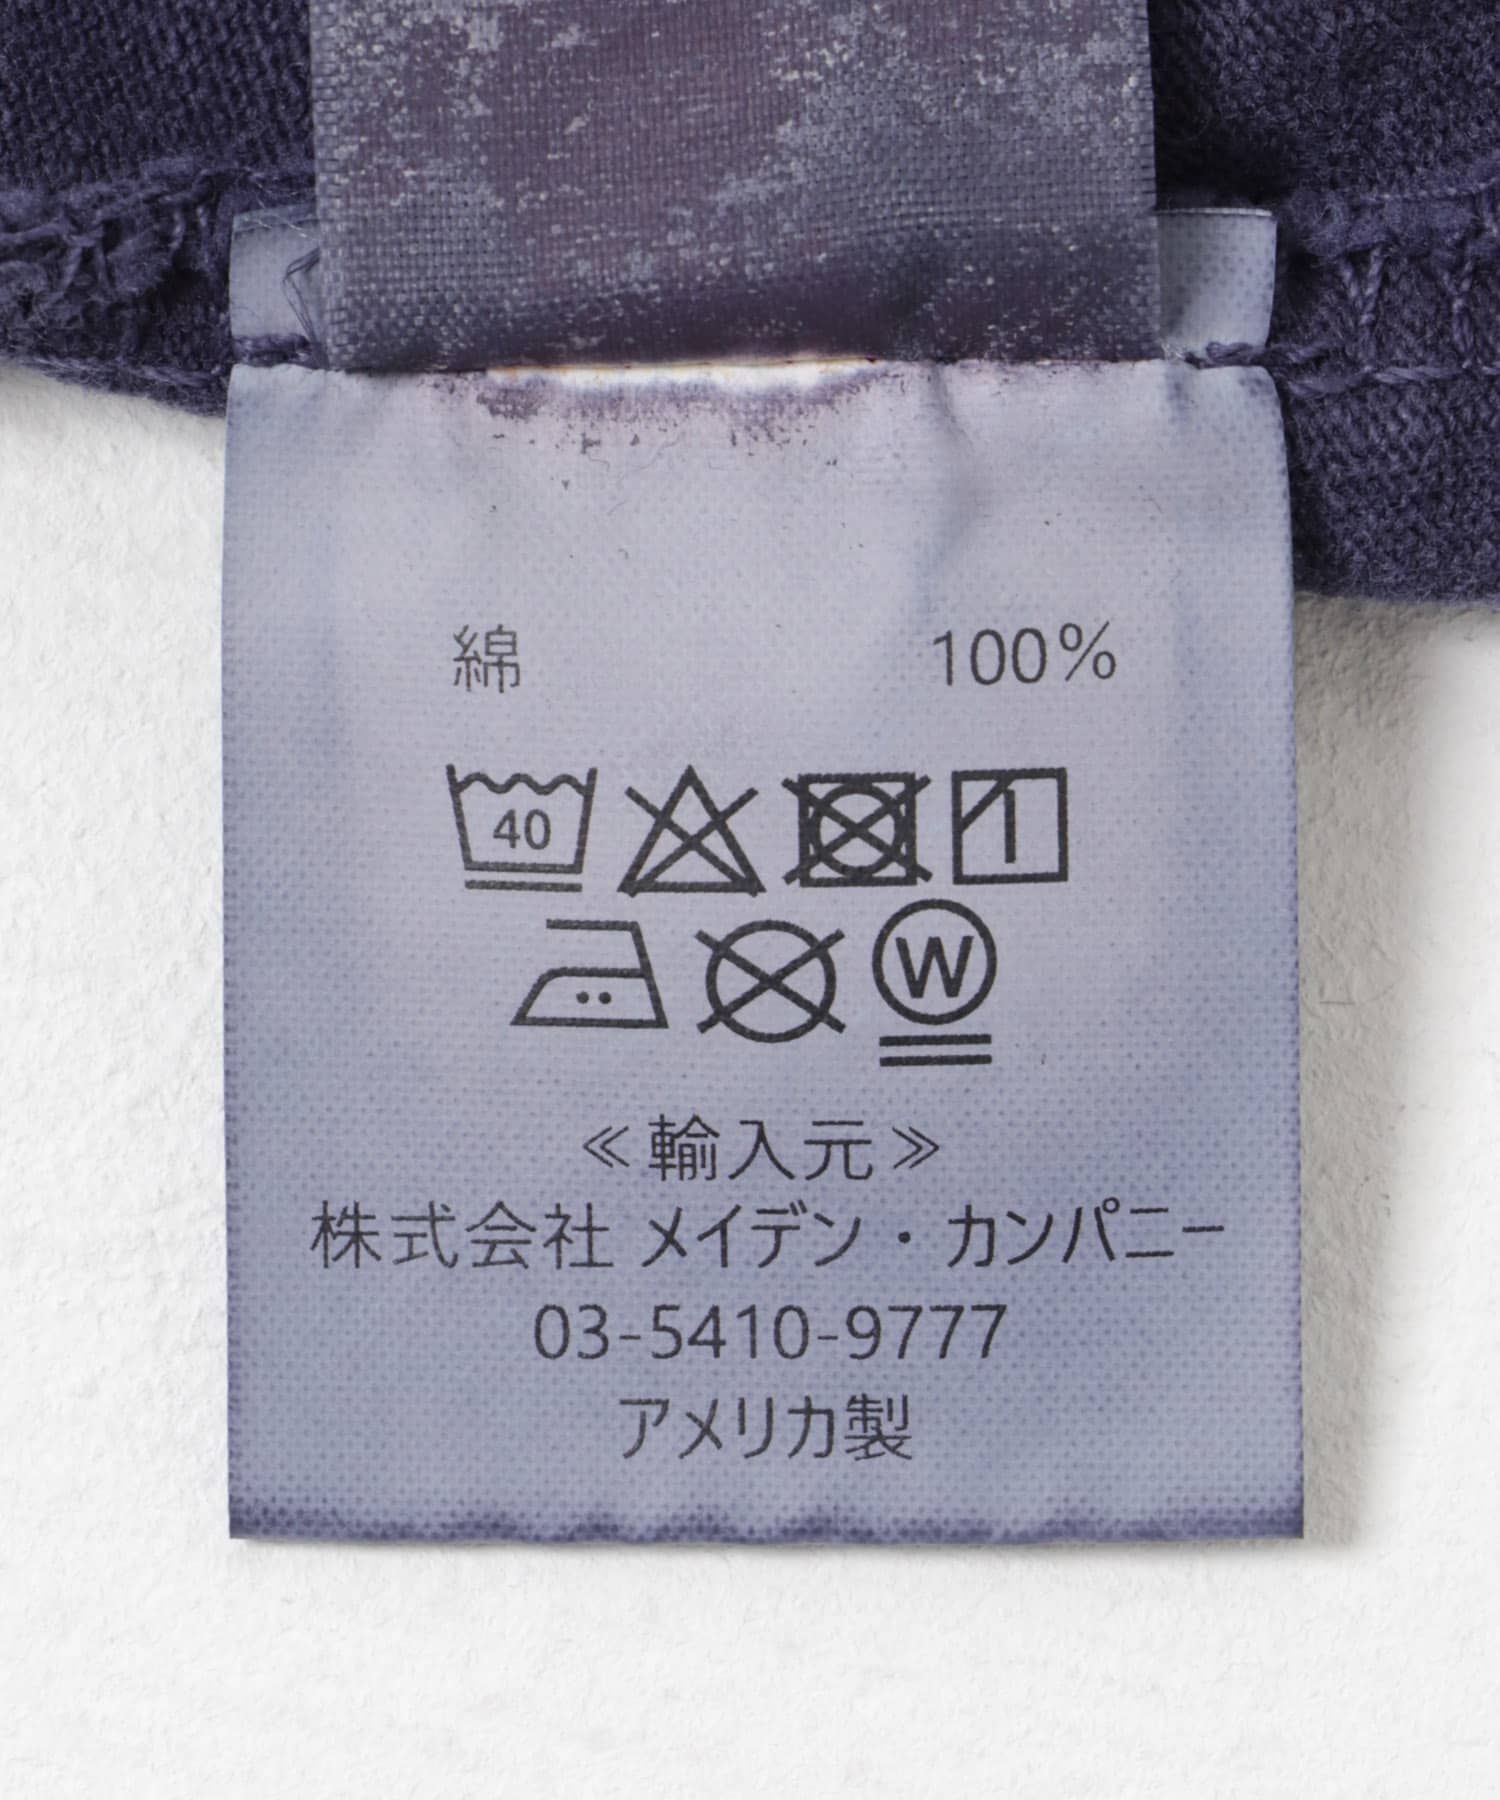 綿 100%
40
W
≪輸入元≫
株式会社 メイデン・カンパニー
03-5410-9777
アメリカ製